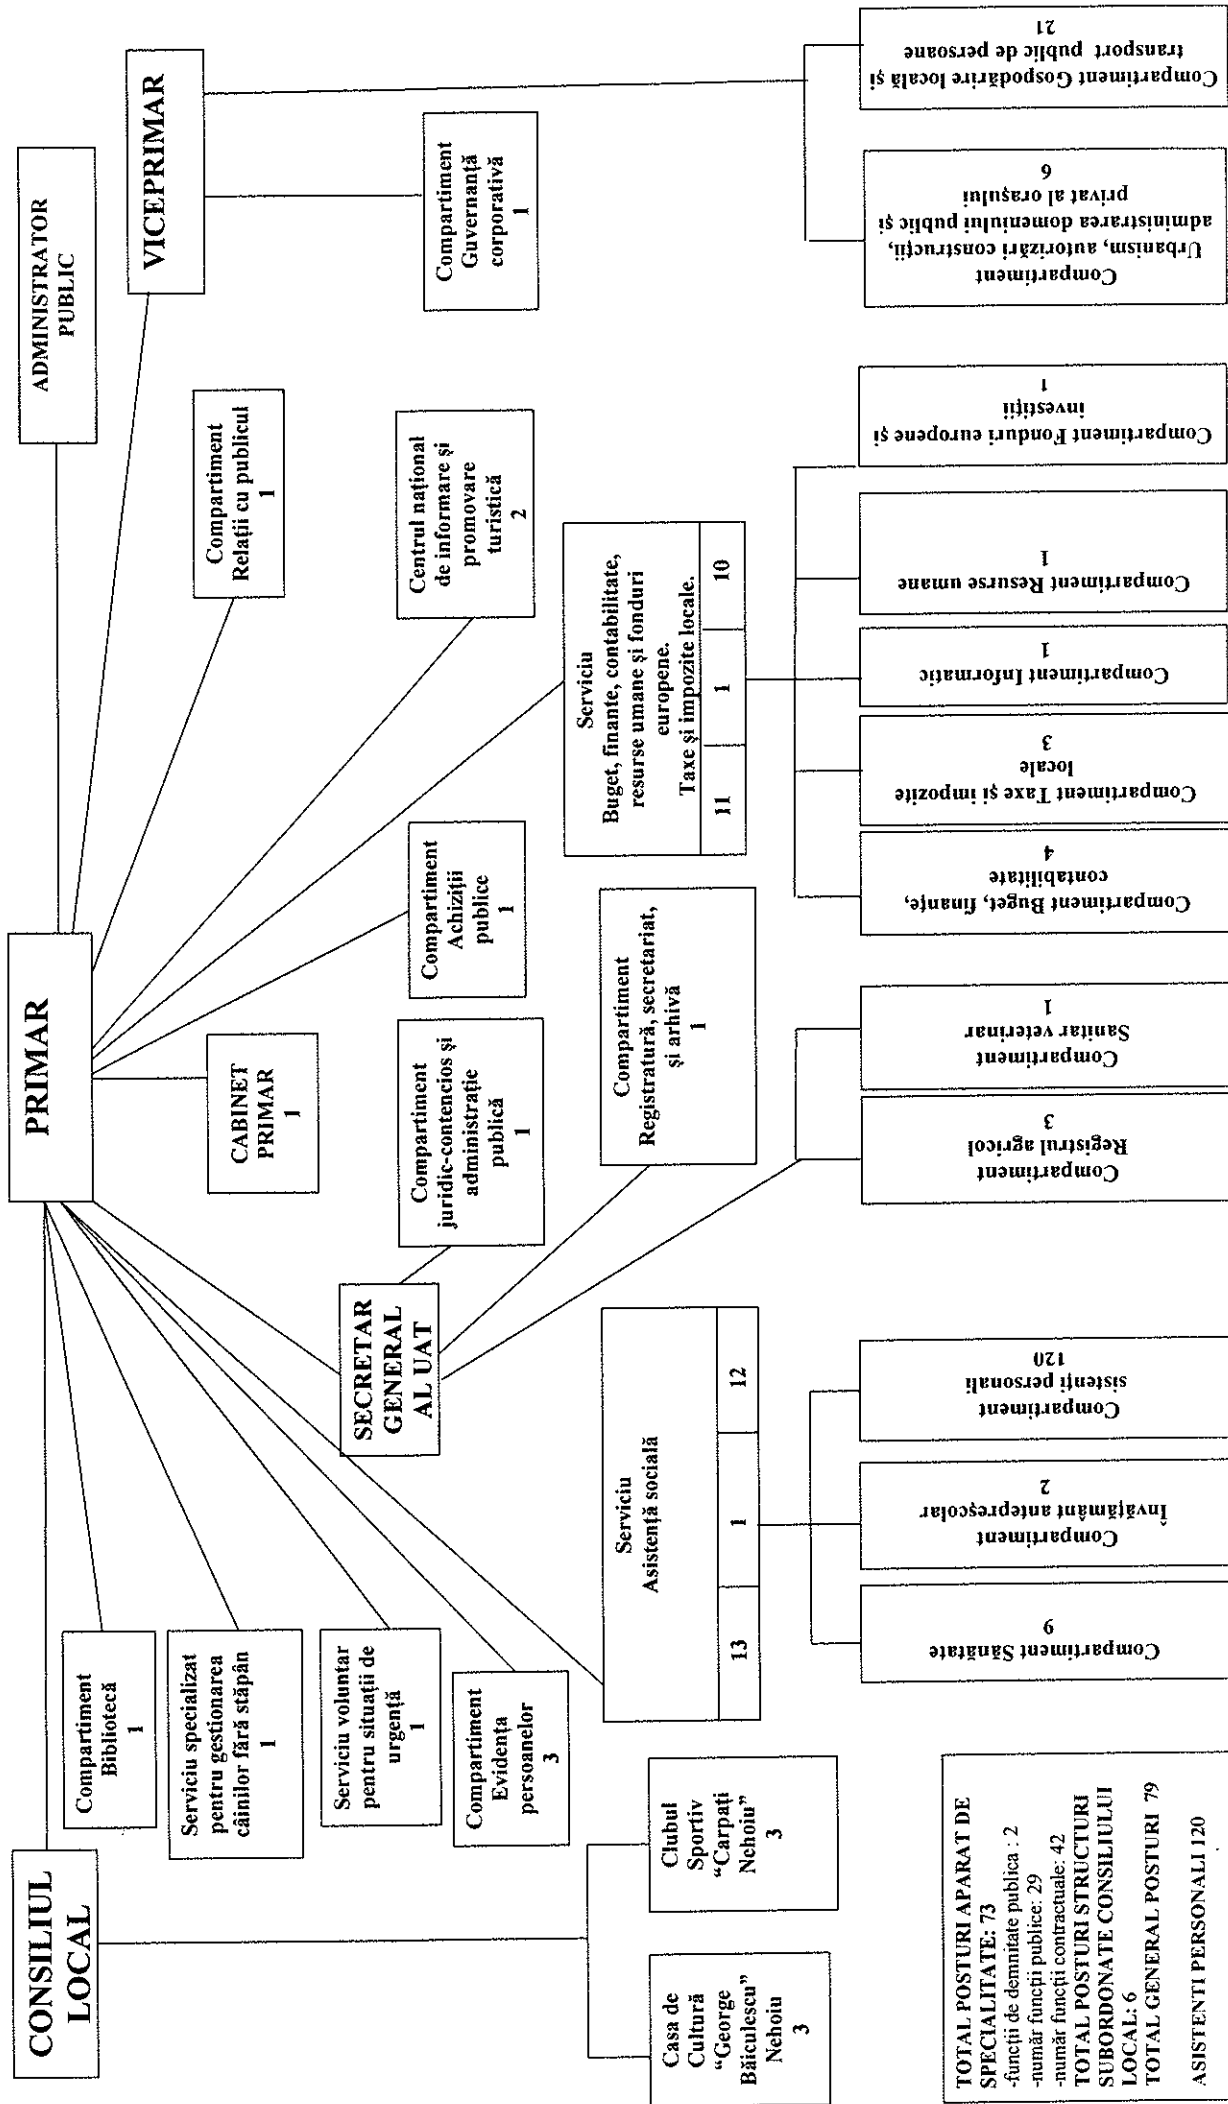 CONSILIUL
LOCAL
PRIMAR
ADMINISTRATOR
PUBLIC
VICEPRIMAR
Compartiment
Bibliotecă
1
Serviciu specializat
pentru gestionarea
câinilor fără stăpân
1
Serviciu voluntar
pentru situații de
urgență
1
Compartiment
Evidența
persoanelor
3
CABINET
PRIMAR
1
Compartiment
Relații cu publicul
1
Compartiment
Guvernanță
corporativă
1
SECRETAR
GENERAL
AL UAT
Compartiment
juridic-contencios și
administrație
publică
1
Compartiment
Achiziții
publice
1
Centrul național
de informare și
promovare
turistică
2
Compartiment
Registratură, secretariat,
și arhivă
1
Serviciu
Buget, finante, contabilitate,
resurse umane și fonduri
europene.
Taxe și impozite locale.
11 1 10
Serviciu
Asistență socială
13 1 12
Casa de
Cultură
“George
Băiculescu”
Nehoiu
3
Clubul
Sportiv
“Carpați
Nehoiu”
3
Compartiment Sănătate
9
Compartiment
Învățământ antepreșcolar
2
Compartiment
sistenți personali
120
Compartiment
Registrul agricol
3
Compartiment
Sanitar veterinar
1
Compartiment Buget, finanțe,
contabilitate
4
Compartiment Taxe și impozite
locale
3
Compartiment Informatic
1
Compartiment Resurse umane
1
Compartiment Fonduri europene și
investiții
1
Compartiment
Urbanism, autorizări construcții,
administrarea domeniului public și
privat al orașului
6
Compartiment Gospodărire locală și
transport public de persoane
21
TOTAL POSTURI APARAT DE
SPECIALITATE: 73
-funcții de demnitate publica : 2
-număr funcții publice: 29
-număr funcții contractuale: 42
TOTAL POSTURI STRUCTURI
SUBORDONATE CONSILIULUI
LOCAL: 6
TOTAL GENERAL POSTURI 79
ASISTENTI PERSONALI 120